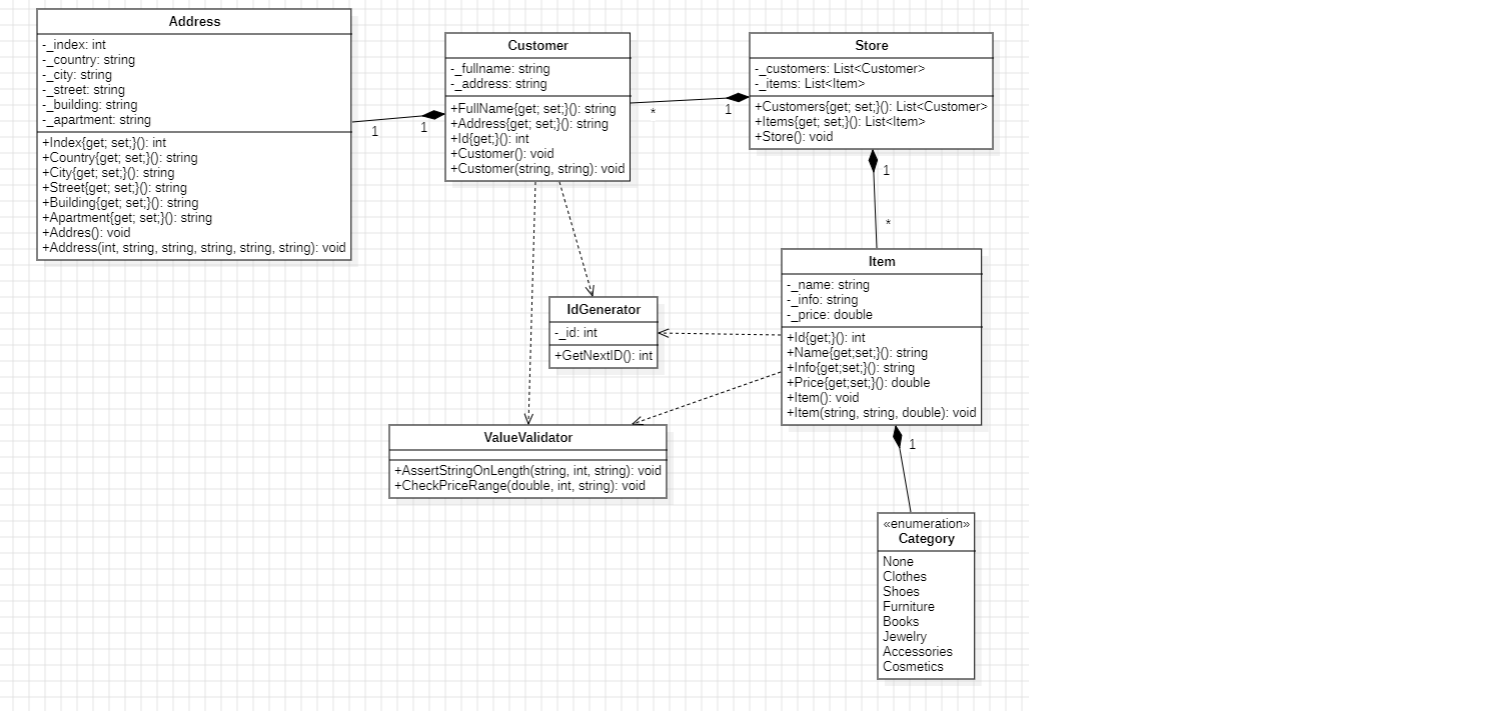 Address
-_index: int
-_country: string
-_city: string
-_street: string
-_building: string
-_apartment: string
+Index{get; set;}(): int
+Country{get; set;}(): string
+City{get; set;}(): string
+Street{get; set;}(): string
+Building{get; set;}(): string
+Apartment{get; set;}(): string
+Addres(): void
+Address(int, string, string, string, string, string): void
1
1
Customer
-_fullname: string
-_address: string
+FullName{get; set;}(): string
+Address{get; set;}(): string
+Id{get;}(): int
+Customer(): void
+Customer(string, string): void
*
1
Store
-_customers: List<Customer>
-_items: List<Item>
+Customers{get; set;}(): List<Customer>
+Items{get; set;}(): List<Item>
+Store(): void
1
*
Item
-_name: string
-_info: string
-_price: double
+Id{get;}(): int
+Name{get;set;}(): string
+Info{get;set;}(): string
+Price{get;set;}(): double
+Item(): void
+Item(string, string, double): void
1
IdGenerator
-_id: int
+GetNextID(): int
ValueValidator
+AssertStringOnLength(string, int, string): void
+CheckPriceRange(double, int, string): void
«enumeration»
Category
None
Clothes
Shoes
Furniture
Books
Jewelry
Accessories
Cosmetics